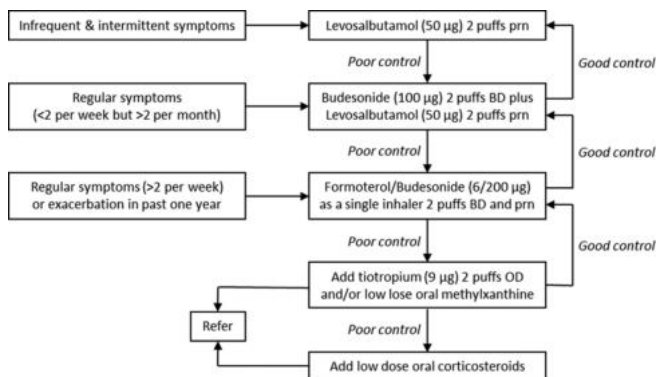 Infrequent & intermittent symptoms
Levosalbutamol (50 µg) 2 puffs prn
Poor control
Good control
Regular symptoms
(<2 per week but >2 per month)
Budesonide (100 µg) 2 puffs BD plus
Levosalbutamol (50 µg) 2 puffs prn
Poor control
Good control
Regular symptoms (>2 per week)
or exacerbation in past one year
Formoterol/Budesonide (6/200 µg)
as a single inhaler 2 puffs BD and prn
Poor control
Good control
Add tiotropium (9 µg) 2 puffs OD
and/or low lose oral methylxanthine
Refer
Poor control
Add low dose oral corticosteroids